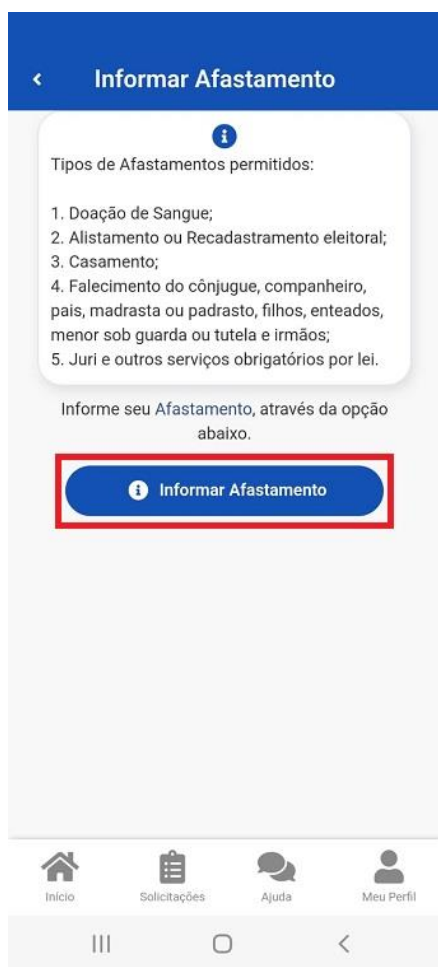 Informar Afastamento
Tipos de Afastamentos permitidos:
1. Doação de Sangue;
2. Alistamento ou Recadastramento eleitoral;
3. Casamento;
4. Falecimento do cônjugue, companheiro,
pais, madrasta ou padrasto, filhos, enteados,
menor sob guarda ou tutela e irmãos;
5. Juri e outros serviços obrigatórios por lei.
Informe seu Afastamento, através da opção
abaixo.
Informar Afastamento
Início Solicitações Ajuda Meu Perfil